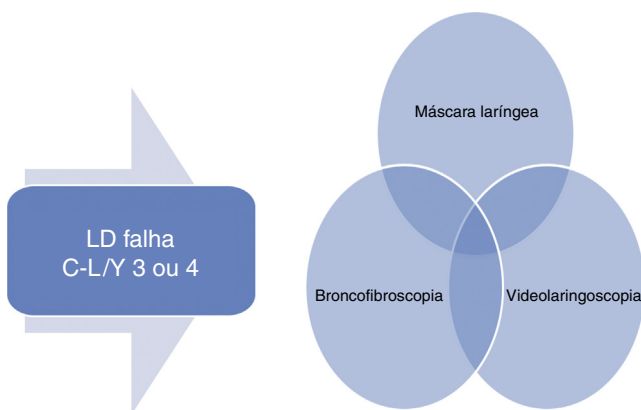 Máscara laríngea
LD falha
C-L/Y 3 ou 4
Broncofibroscopia
Videolaringoscopia